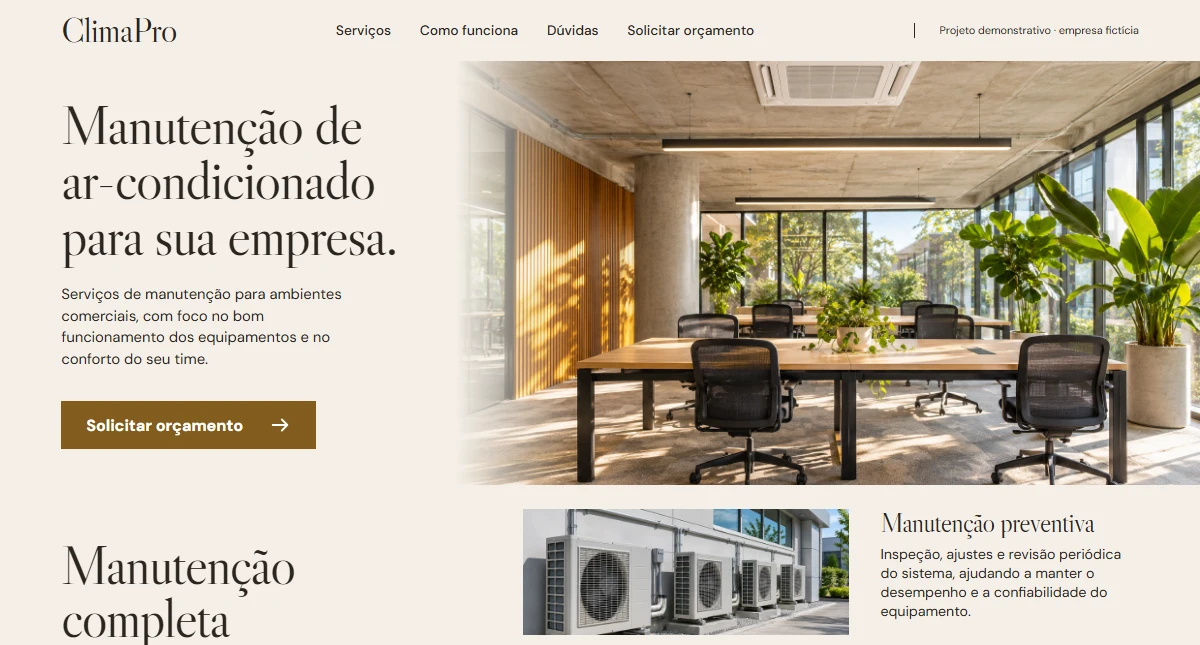 ClimaPro
Serviços
Como funciona
Dúvidas
Solicitar orçamento
Projeto demonstrativo · empresa fictícia
Manutenção de
ar-condicionado
para sua empresa.
Serviços de manutenção para ambientes
comerciais, com foco no bom
funcionamento dos equipamentos e no
conforto do seu time.
Solicitar orçamento →
Manutenção
completa
Manutenção preventiva
Inspeção, ajustes e revisão periódica
do sistema, ajudando a manter o
desempenho e a confiabilidade do
equipamento.